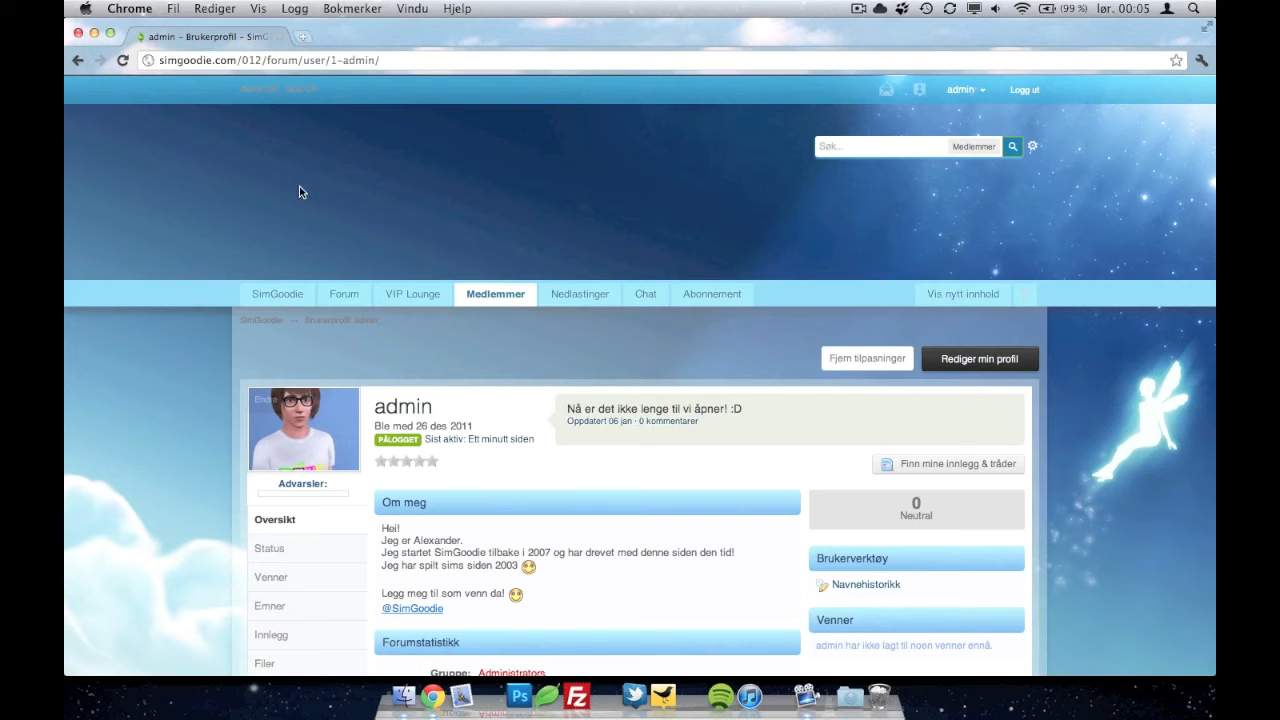 Chrome Fil Rediger Vis Logg Bokmerker Vindu Hjelp (99 %) lør. 00:05
admin – Brukerprofil – SimG
simgoodie.com/012/forum/user/1-admin/
admin Logg ut
Søk... Medlemmer
SimGoodie Forum VIP Lounge Medlemmer Nedlastinger Chat Abonnement Vis nytt innhold
SimGoodie → Brukerprofil: admin
Fjern tilpasninger Rediger min profil
Endre
admin
Ble med 26 des 2011
PÅLOGGET Sist aktiv: Ett minutt siden
Nå er det ikke lenge til vi åpner! :D
Oppdatert 06 jan · 0 kommentarer
Finn mine innlegg & tråder
Advarsler:
Oversikt
Status
Venner
Emner
Innlegg
Filer
Om meg
Hei!
Jeg er Alexander.
Jeg startet SimGoodie tilbake i 2007 og har drevet med denne siden den tid!
Jeg har spilt sims siden 2003
Legg meg til som venn da!
@SimGoodie
Forumstatistikk
Gruppe: Administrators
0
Neutral
Brukerverktøy
Navnehistorikk
Venner
admin har ikke lagt til noen venner ennå.
Ps
Fz